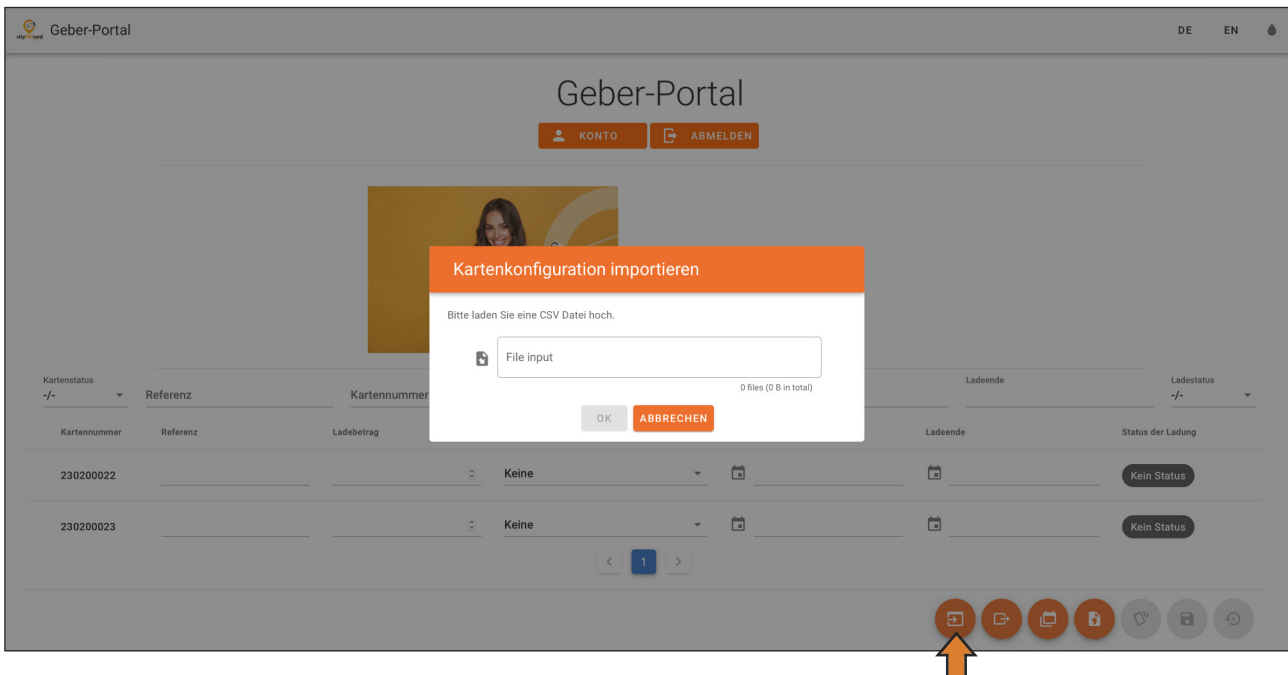 Geber-Portal
DE EN
Geber-Portal
KONTO ABMELDEN
Kartenkonfiguration importieren
Bitte laden Sie eine CSV Datei hoch.
File input
0 files (0 B in total)
OK ABBRECHEN
Kartenstatus Ladeende Ladestatus
-/- Referenz Kartennummer -/-
Kartennummer Referenz Ladebetrag Ladeende Status der Ladung
230200022 Keine Kein Status
230200023 Keine Kein Status
< 1 >